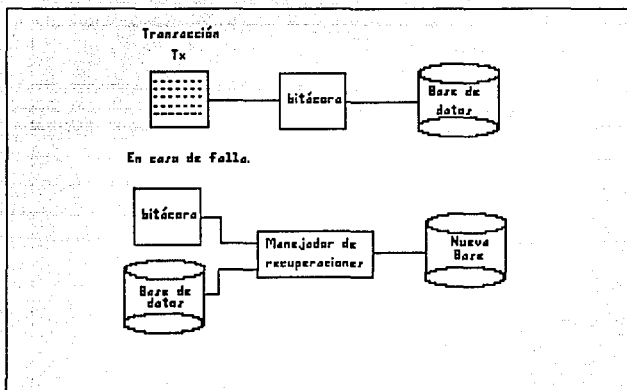 Transacción
Tx
bitácora
Base de
datos
En caso de falla.
bitácora
Manejador de
recuperaciones
Nueva
Base
Base de
datos